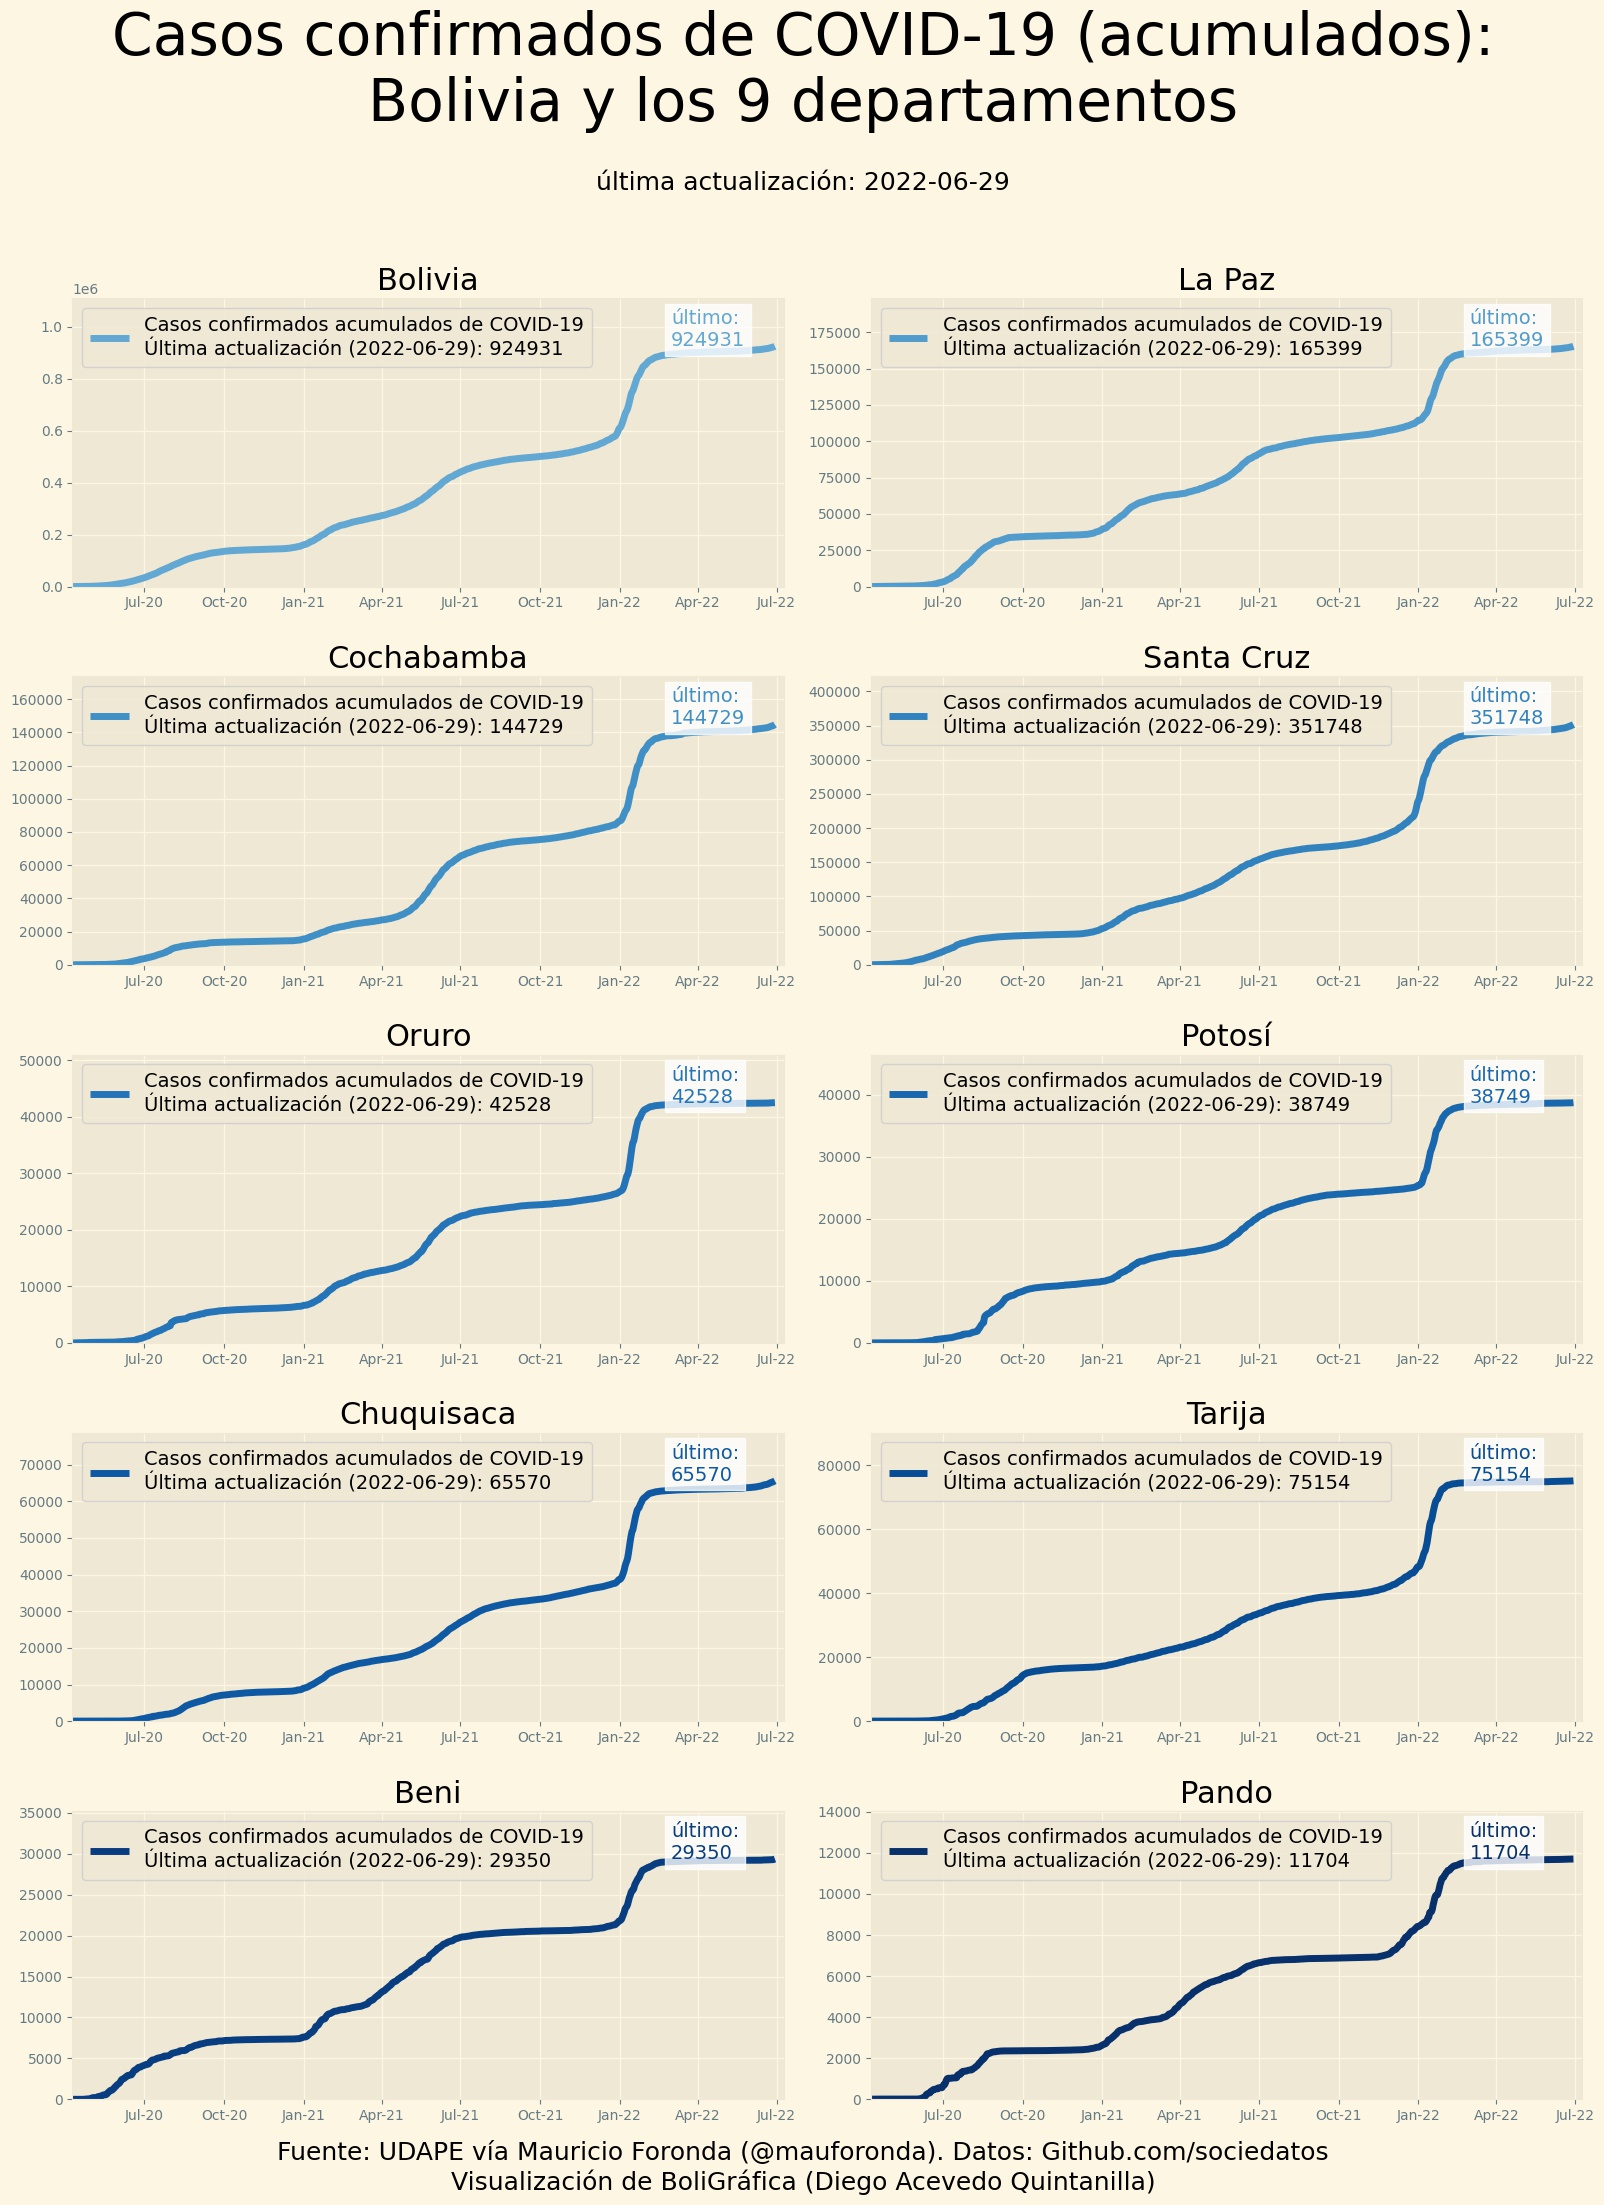 Casos confirmados de COVID-19 (acumulados):
Bolivia y los 9 departamentos
última actualización: 2022-06-29
Bolivia
1e6
Casos confirmados acumulados de COVID-19
Última actualización (2022-06-29): 924931
último:
924931
1.0
0.8
0.6
0.4
0.2
0.0
Jul-20 Oct-20 Jan-21 Apr-21 Jul-21 Oct-21 Jan-22 Apr-22 Jul-22
La Paz
Casos confirmados acumulados de COVID-19
Última actualización (2022-06-29): 165399
último:
165399
175000
150000
125000
100000
75000
50000
25000
0
Jul-20 Oct-20 Jan-21 Apr-21 Jul-21 Oct-21 Jan-22 Apr-22 Jul-22
Cochabamba
Casos confirmados acumulados de COVID-19
Última actualización (2022-06-29): 144729
último:
144729
160000
140000
120000
100000
80000
60000
40000
20000
0
Jul-20 Oct-20 Jan-21 Apr-21 Jul-21 Oct-21 Jan-22 Apr-22 Jul-22
Santa Cruz
Casos confirmados acumulados de COVID-19
Última actualización (2022-06-29): 351748
último:
351748
400000
350000
300000
250000
200000
150000
100000
50000
0
Jul-20 Oct-20 Jan-21 Apr-21 Jul-21 Oct-21 Jan-22 Apr-22 Jul-22
Oruro
Casos confirmados acumulados de COVID-19
Última actualización (2022-06-29): 42528
último:
42528
50000
40000
30000
20000
10000
0
Jul-20 Oct-20 Jan-21 Apr-21 Jul-21 Oct-21 Jan-22 Apr-22 Jul-22
Potosí
Casos confirmados acumulados de COVID-19
Última actualización (2022-06-29): 38749
último:
38749
40000
30000
20000
10000
0
Jul-20 Oct-20 Jan-21 Apr-21 Jul-21 Oct-21 Jan-22 Apr-22 Jul-22
Chuquisaca
Casos confirmados acumulados de COVID-19
Última actualización (2022-06-29): 65570
último:
65570
70000
60000
50000
40000
30000
20000
10000
0
Jul-20 Oct-20 Jan-21 Apr-21 Jul-21 Oct-21 Jan-22 Apr-22 Jul-22
Tarija
Casos confirmados acumulados de COVID-19
Última actualización (2022-06-29): 75154
último:
75154
80000
60000
40000
20000
0
Jul-20 Oct-20 Jan-21 Apr-21 Jul-21 Oct-21 Jan-22 Apr-22 Jul-22
Beni
Casos confirmados acumulados de COVID-19
Última actualización (2022-06-29): 29350
último:
29350
35000
30000
25000
20000
15000
10000
5000
0
Jul-20 Oct-20 Jan-21 Apr-21 Jul-21 Oct-21 Jan-22 Apr-22 Jul-22
Pando
Casos confirmados acumulados de COVID-19
Última actualización (2022-06-29): 11704
último:
11704
14000
12000
10000
8000
6000
4000
2000
0
Jul-20 Oct-20 Jan-21 Apr-21 Jul-21 Oct-21 Jan-22 Apr-22 Jul-22
Fuente: UDAPE vía Mauricio Foronda (@mauforonda). Datos: Github.com/sociedatos
Visualización de BoliGráfica (Diego Acevedo Quintanilla)